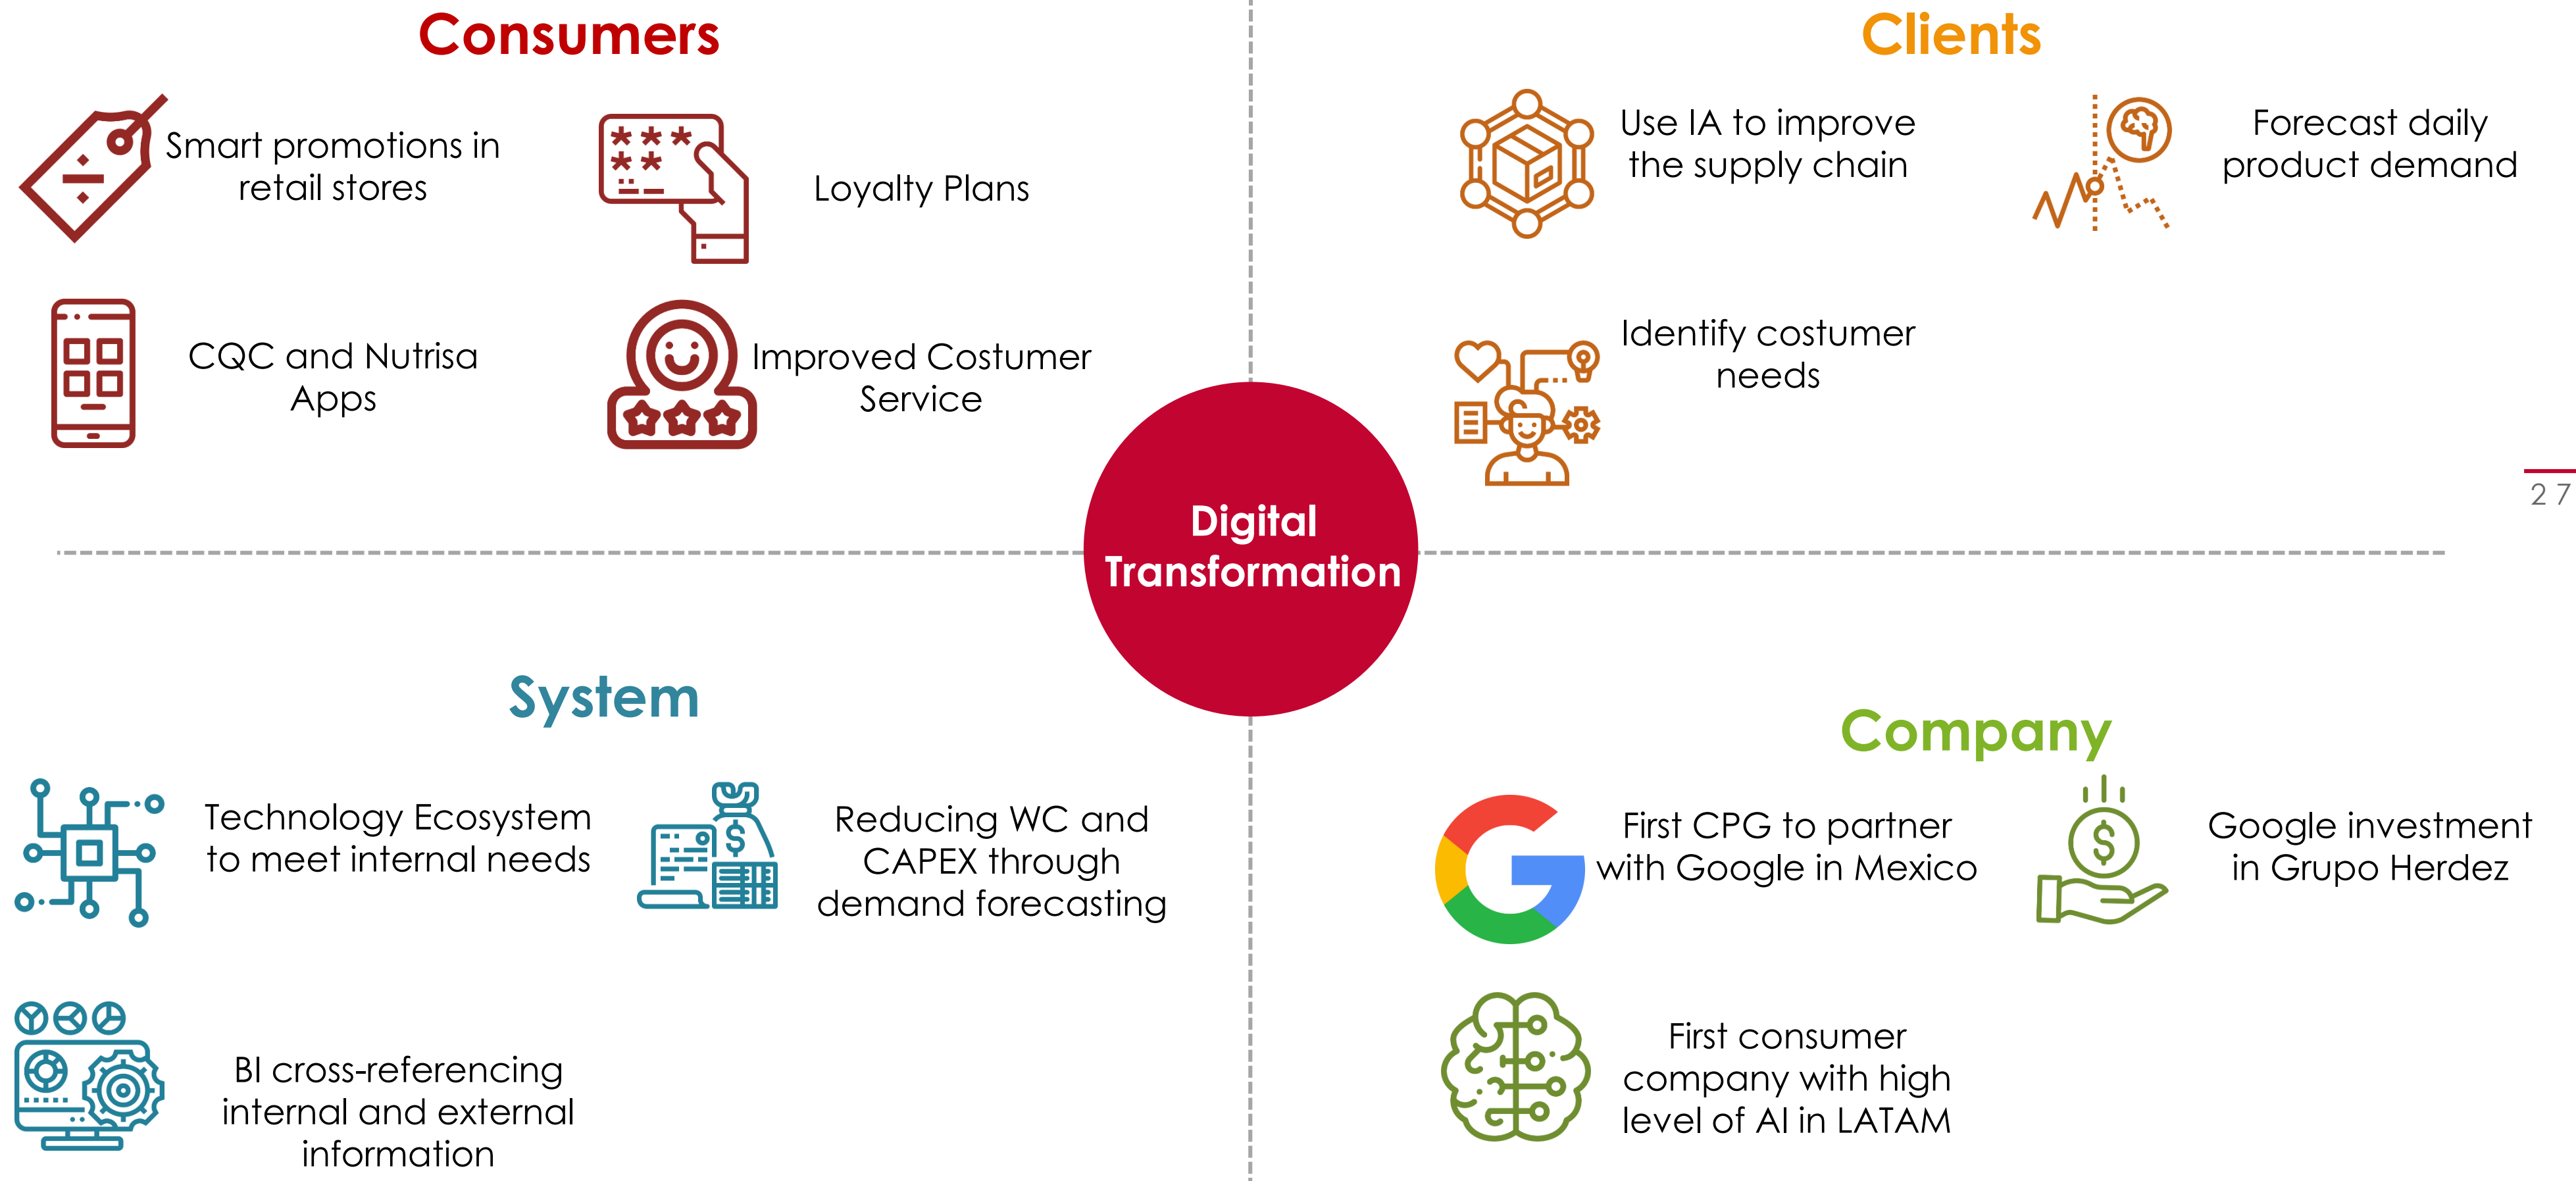 Consumers
Smart promotions in
retail stores
Loyalty Plans
CQC and Nutrisa
Apps
Improved Costumer
Service
Clients
Use IA to improve
the supply chain
Forecast daily
product demand
Identify costumer
needs
27
Digital
Transformation
System
Technology Ecosystem
to meet internal needs
Reducing WC and
CAPEX through
demand forecasting
BI cross-referencing
internal and external
information
Company
First CPG to partner
with Google in Mexico
Google investment
in Grupo Herdez
First consumer
company with high
level of AI in LATAM